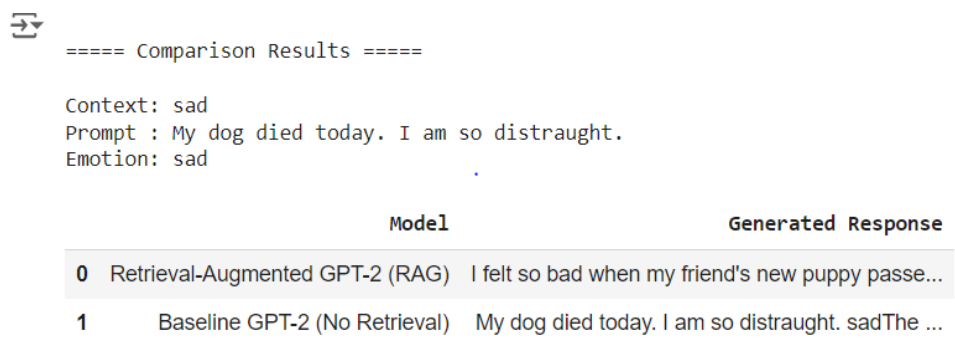 ===== Comparison Results =====
Context: sad
Prompt : My dog died today. I am so distraught.
Emotion: sad
Model Generated Response
0 Retrieval-Augmented GPT-2 (RAG) I felt so bad when my friend's new puppy passe...
1 Baseline GPT-2 (No Retrieval) My dog died today. I am so distraught. sadThe ...